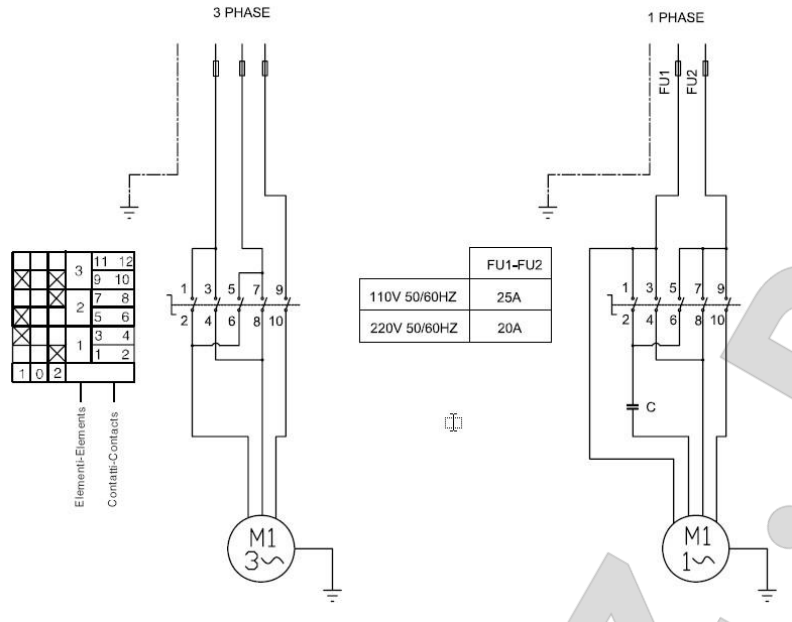 3 PHASE
1 PHASE
FU1
FU2
11 12
3
9 10
7 8
2
5 6
3 4
1
1 2
1 0 2
Elementi-Elements
Contatti-Contacts
1 3 5 7 9
2 4 6 8 10
FU1-FU2
110V 50/60HZ 25A
220V 50/60HZ 20A
1 3 5 7 9
2 4 6 8 10
C
M1
3~
M1
1~